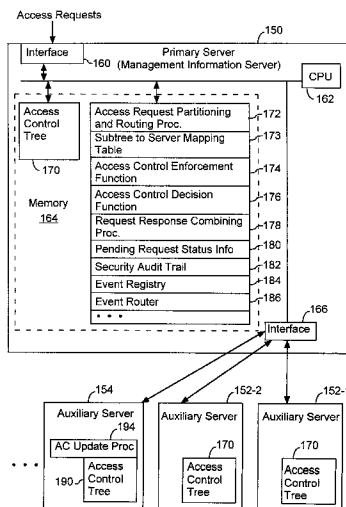 Access Requests
150
Interface
160
Primary Server
(Management Information Server)
CPU
162
Access
Control
Tree
170
Memory
164
Access Request Partitioning
and Routing Proc.
172
Subtree to Server Mapping
Table
173
Access Control Enforcement
Function
174
Access Control Decision
Function
176
Request Response Combining
Proc.
178
Pending Request Status Info
180
Security Audit Trail
182
Event Registry
184
Event Router
186
• • •
166
Interface
154
Auxiliary Server
194
AC Update Proc
190
Access
Control
Tree
152-2
Auxiliary Server
170
Access
Control
Tree
152-
Auxiliary Server
170
Access
Control
Tree
• • •